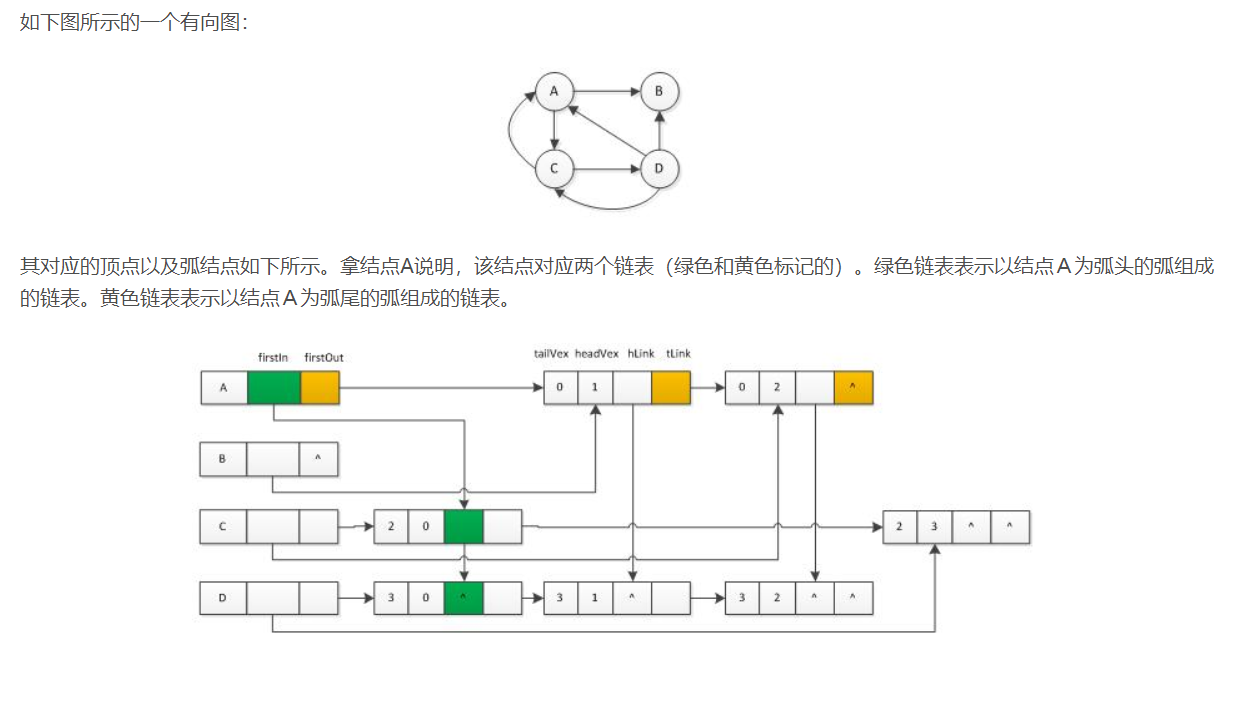 如下图所示的一个有向图：
A B
C D
其对应的顶点以及弧结点如下所示。拿结点A说明，该结点对应两个链表（绿色和黄色标记的）。绿色链表表示以结点Ａ为弧头的弧组成
的链表。黄色链表表示以结点Ａ为弧尾的弧组成的链表。
firstIn firstOut tailVex headVex hLink tLink
A 0 1 0 2 ^
B ^
C 2 0 2 3 ^ ^
D 3 0 ^ 3 1 ^ 3 2 ^ ^